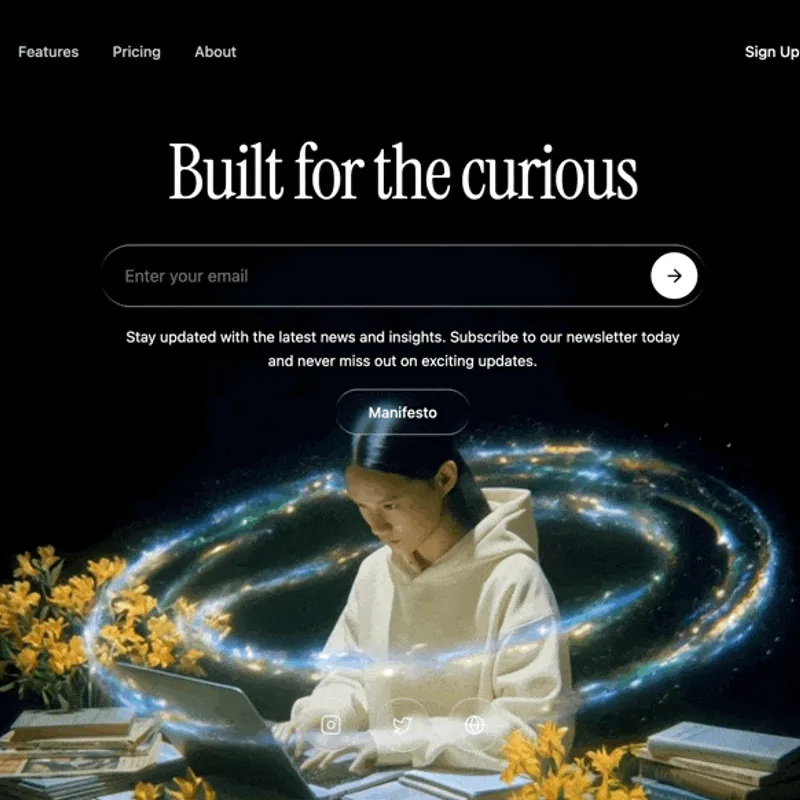 Features Pricing About Sign Up
Built for the curious
Enter your email
Stay updated with the latest news and insights. Subscribe to our newsletter today
and never miss out on exciting updates.
Manifesto